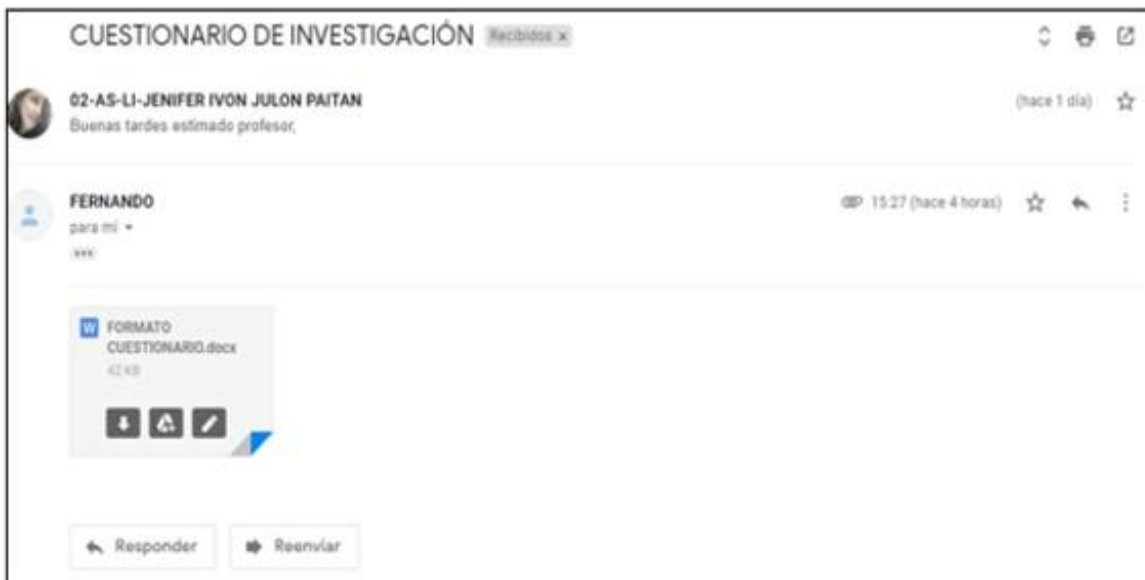 CUESTIONARIO DE INVESTIGACIÓN Recibidos x
02-AS-LI-JENIFER IVON JULON PAITAN (hace 1 día)
Buenas tardes estimado profesor,
FERNANDO 15:27 (hace 4 horas)
para mí
W FORMATO
CUESTIONARIO.docx
42 KB
Responder Reenviar